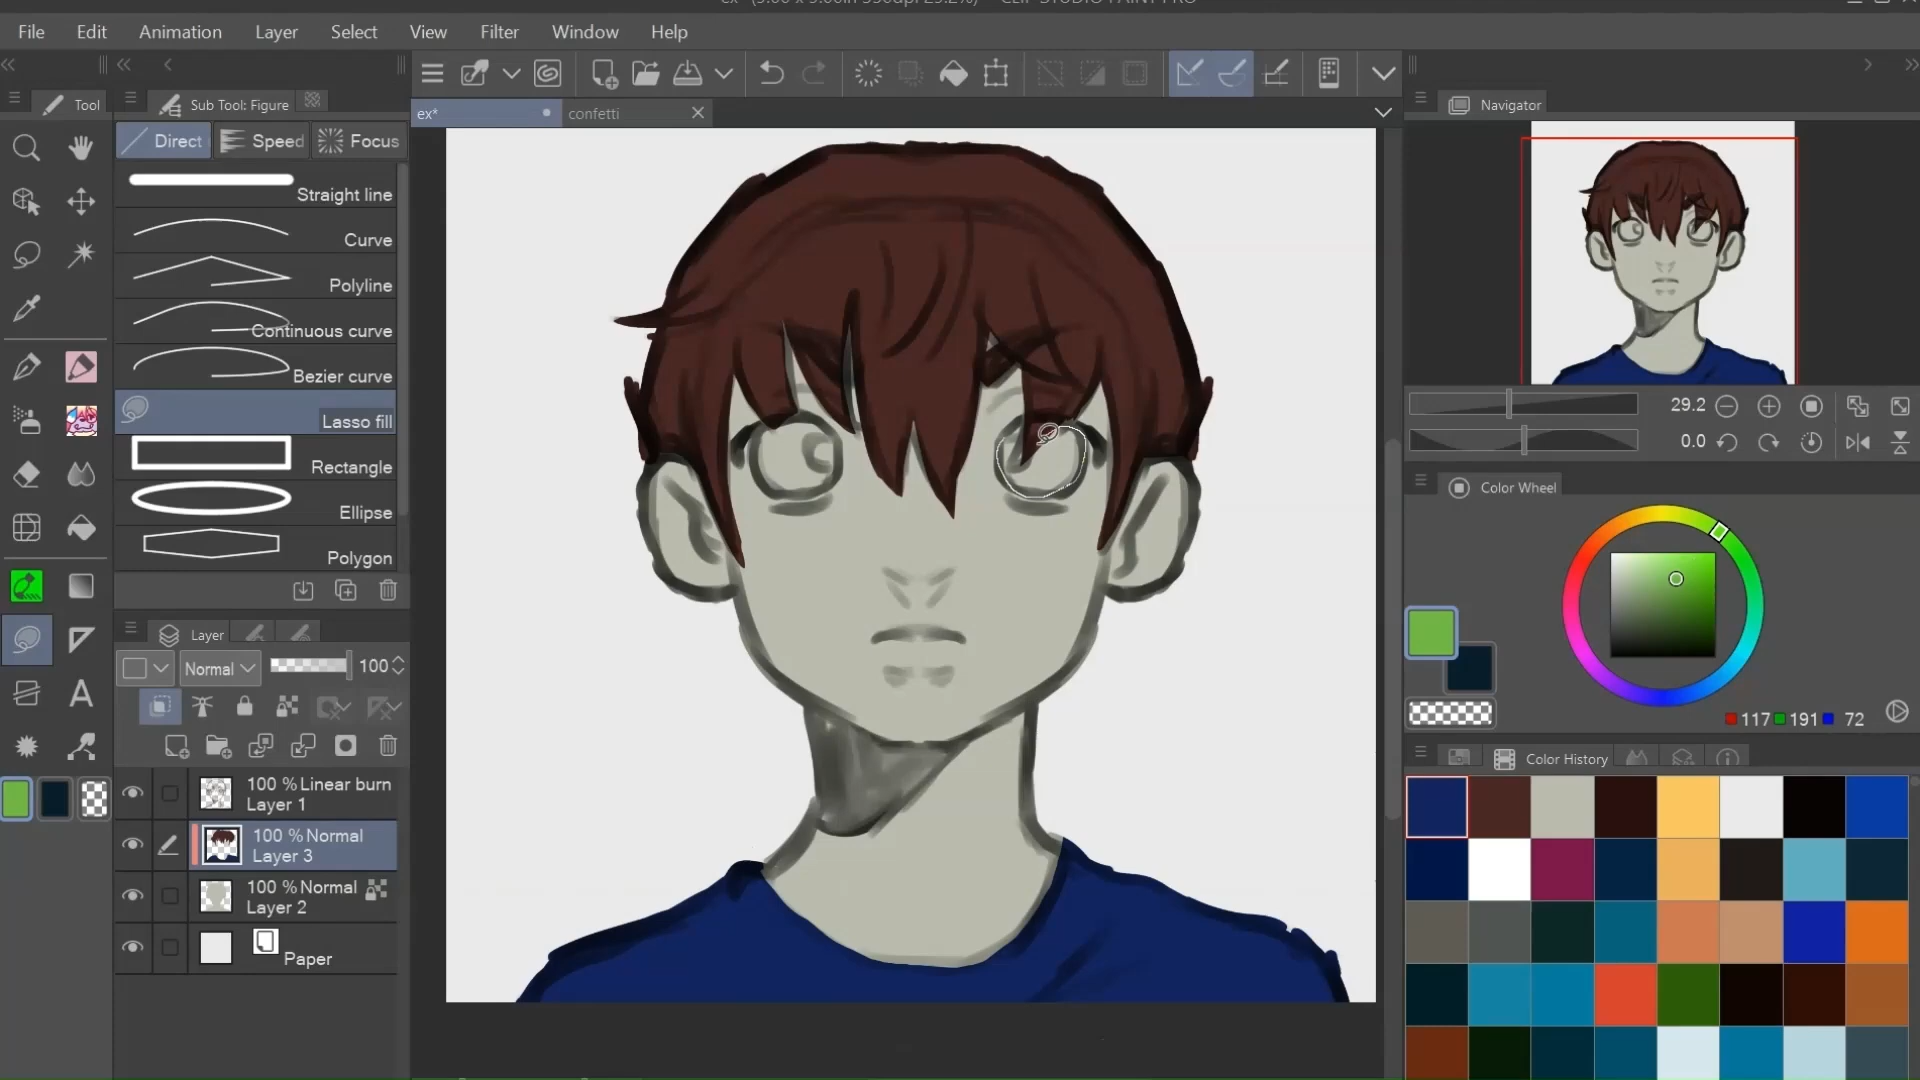 File Edit Animation Layer Select View Filter Window Help
Tool
Sub Tool: Figure
ex*
confetti
Navigator
Direct
Speed
Focus
Straight line
Curve
Polyline
Continuous curve
Bezier curve
Lasso fill
Rectangle
Ellipse
Polygon
29.2
0.0
Color Wheel
117 191 72
Color History
Layer
Normal
100
100 % Linear burn
Layer 1
100 % Normal
Layer 3
100 % Normal
Layer 2
Paper